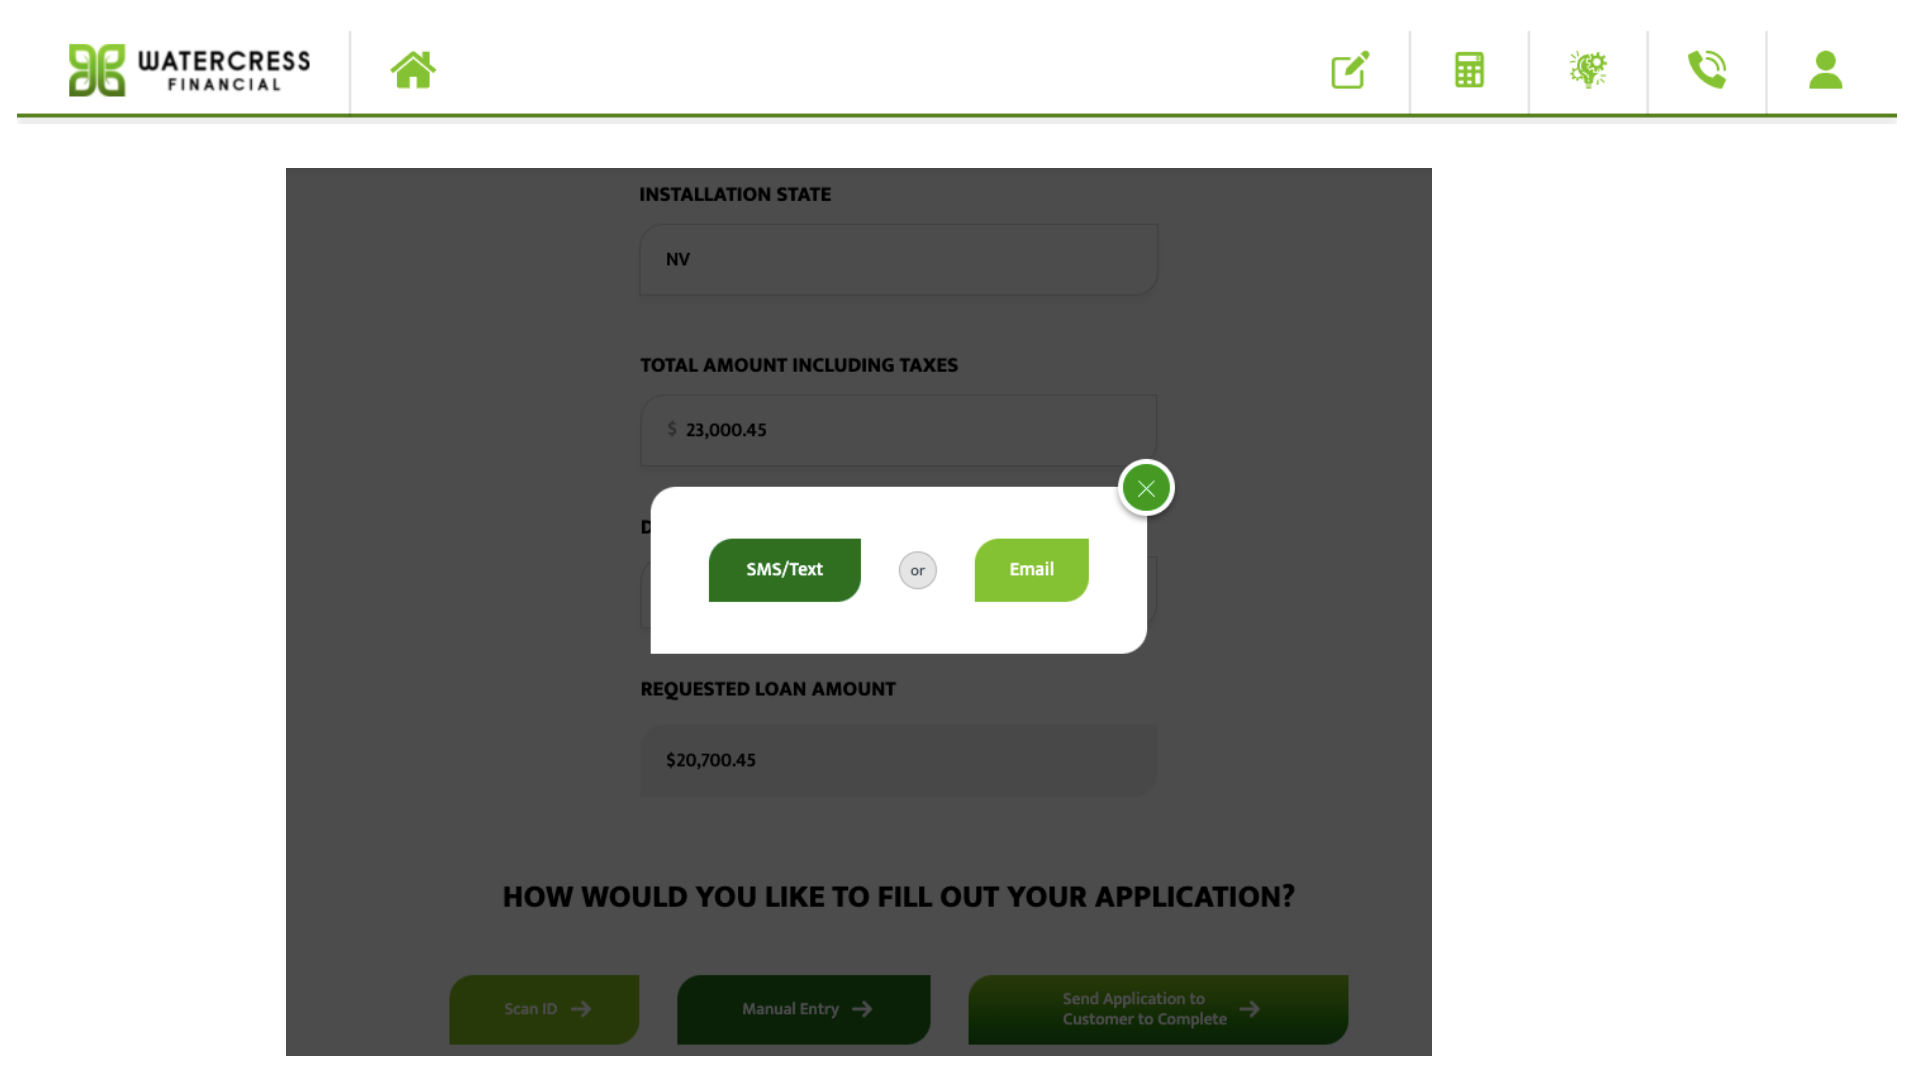 WATERCRESS
FINANCIAL
INSTALLATION STATE
NV
TOTAL AMOUNT INCLUDING TAXES
$ 23,000.45
SMS/Text
or
Email
REQUESTED LOAN AMOUNT
$20,700.45
HOW WOULD YOU LIKE TO FILL OUT YOUR APPLICATION?
Scan ID
Manual Entry
Send Application to
Customer to Complete